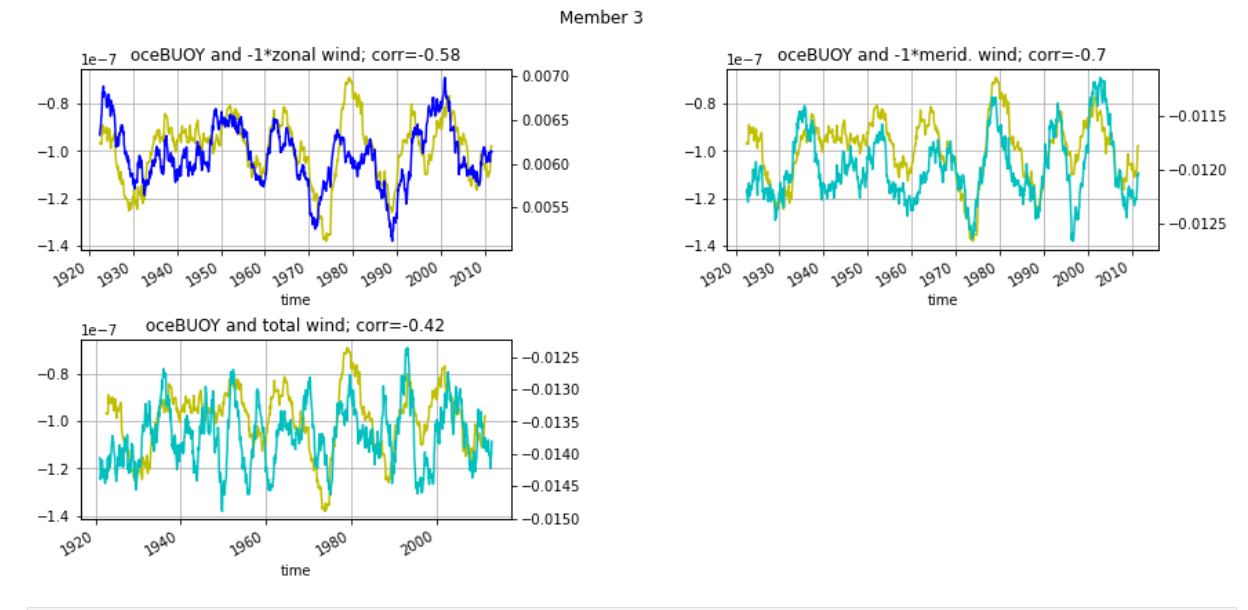 Member 3
oceBUOY and -1*zonal wind; corr=-0.58
1e−7
−0.8
−1.0
−1.2
−1.4
0.0070
0.0065
0.0060
0.0055
1920 1930 1940 1950 1960 1970 1980 1990 2000 2010
time
oceBUOY and -1*merid. wind; corr=-0.7
1e−7
−0.8
−1.0
−1.2
−1.4
−0.0115
−0.0120
−0.0125
1920 1930 1940 1950 1960 1970 1980 1990 2000 2010
time
oceBUOY and total wind; corr=-0.42
1e−7
−0.8
−1.0
−1.2
−1.4
−0.0125
−0.0130
−0.0135
−0.0140
−0.0145
−0.0150
1920 1940 1960 1980 2000
time